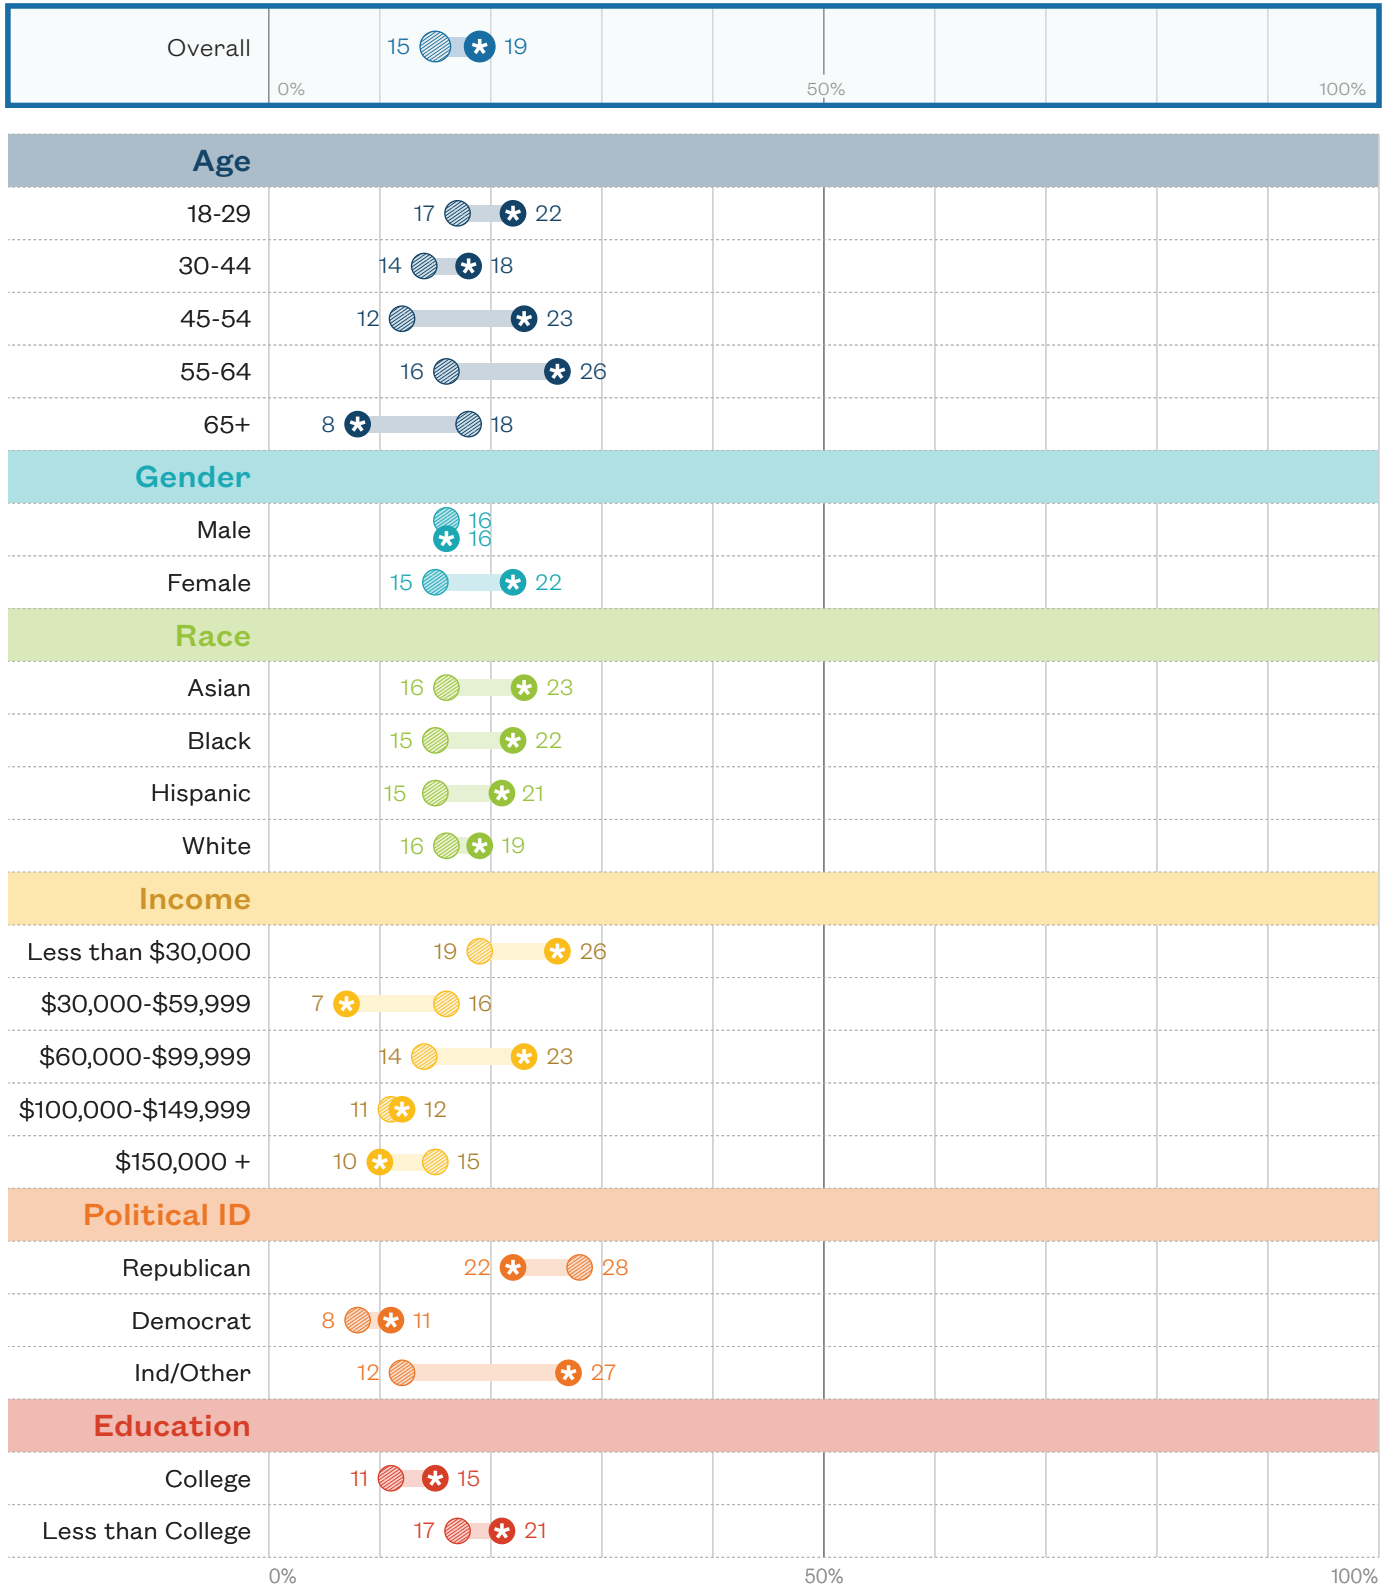 Overall 15 19
0% 50% 100%
Age
18-29 17 22
30-44 14 18
45-54 12 23
55-64 16 26
65+ 8 18
Gender
Male 16
16
Female 15 22
Race
Asian 16 23
Black 15 22
Hispanic 15 21
White 16 19
Income
Less than $30,000 19 26
$30,000-$59,999 7 16
$60,000-$99,999 14 23
$100,000-$149,999 11 12
$150,000 + 10 15
Political ID
Republican 22 28
Democrat 8 11
Ind/Other 12 27
Education
College 11 15
Less than College 17 21
0% 50% 100%